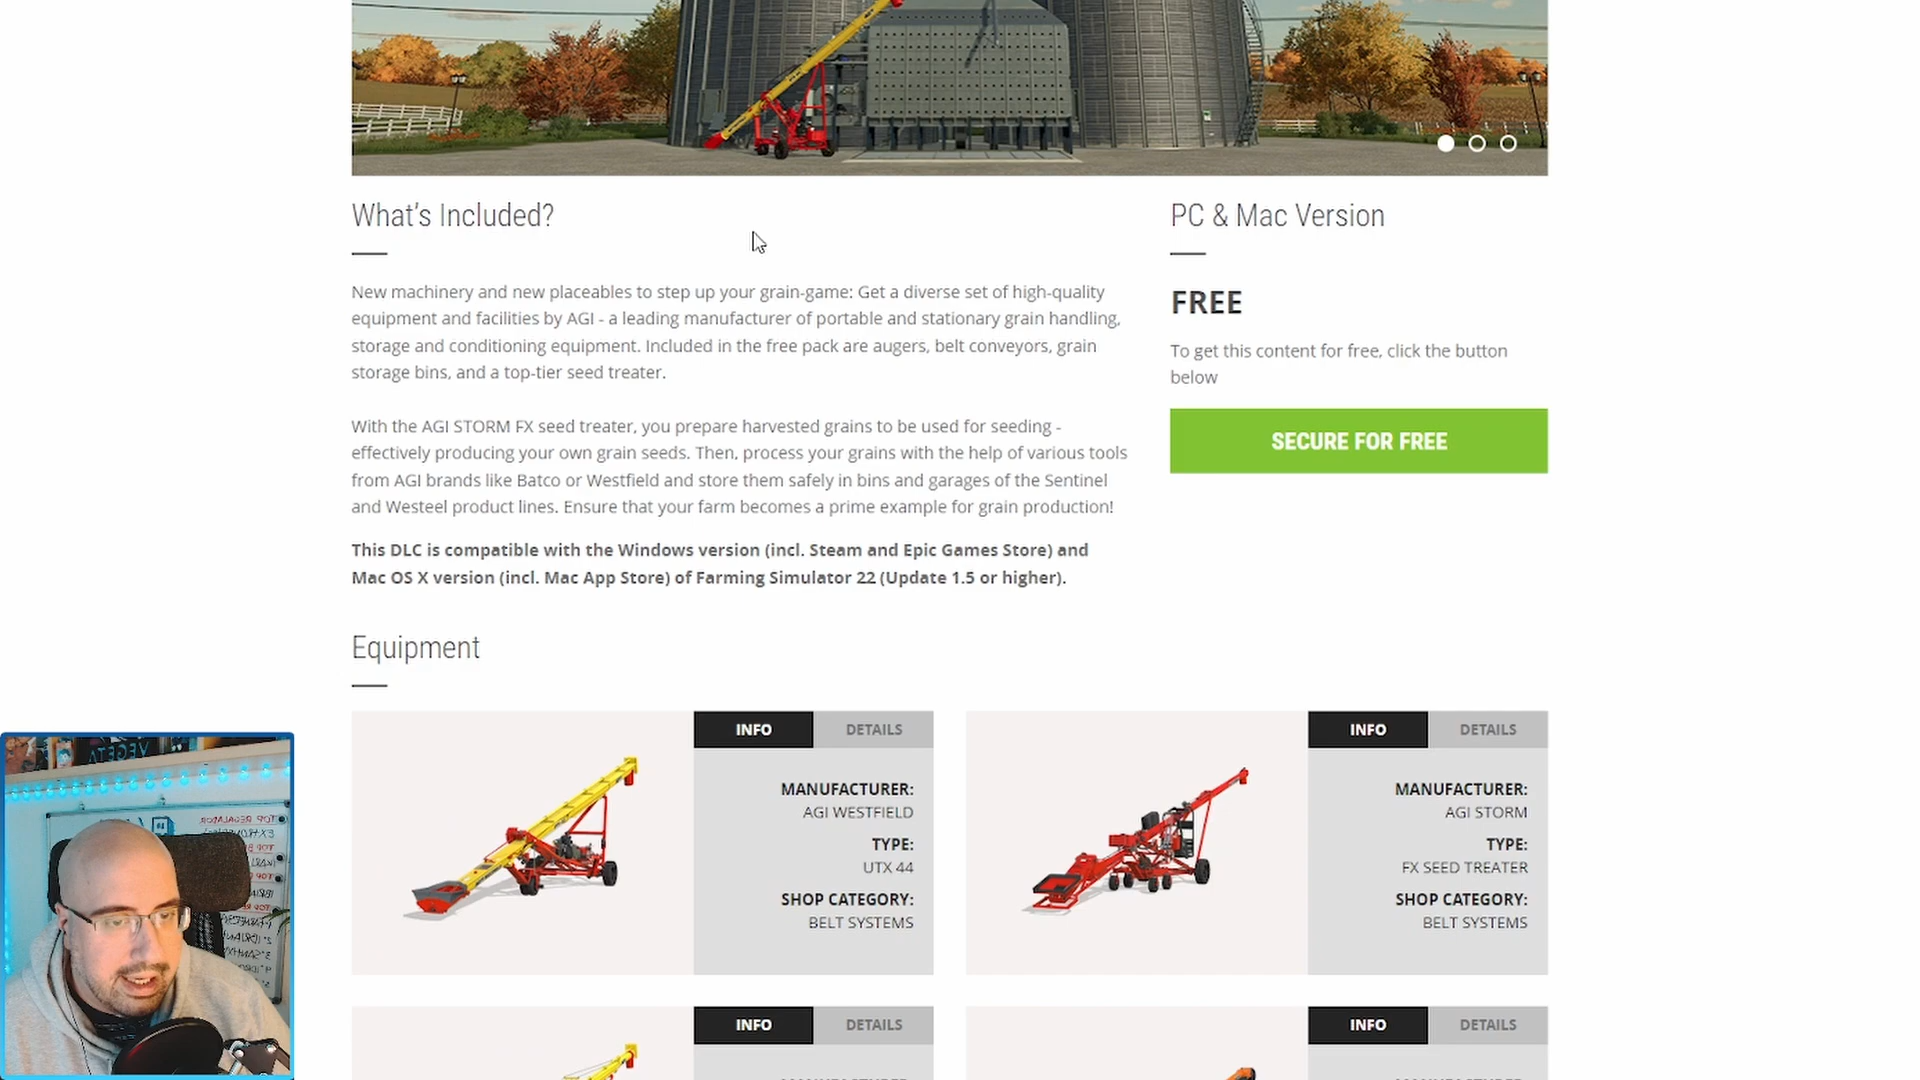 What's Included?
New machinery and new placeables to step up your grain-game: Get a diverse set of high-quality
equipment and facilities by AGI - a leading manufacturer of portable and stationary grain handling,
storage and conditioning equipment. Included in the free pack are augers, belt conveyors, grain
storage bins, and a top-tier seed treater.
With the AGI STORM FX seed treater, you prepare harvested grains to be used for seeding -
effectively producing your own grain seeds. Then, process your grains with the help of various tools
from AGI brands like Batco or Westfield and store them safely in bins and garages of the Sentinel
and Westeel product lines. Ensure that your farm becomes a prime example for grain production!
This DLC is compatible with the Windows version (incl. Steam and Epic Games Store) and
Mac OS X version (incl. Mac App Store) of Farming Simulator 22 (Update 1.5 or higher).
PC & Mac Version
FREE
To get this content for free, click the button
below
SECURE FOR FREE
Equipment
INFO DETAILS
MANUFACTURER:
AGI WESTFIELD
TYPE:
UTX 44
SHOP CATEGORY:
BELT SYSTEMS
INFO DETAILS
MANUFACTURER:
AGI STORM
TYPE:
FX SEED TREATER
SHOP CATEGORY:
BELT SYSTEMS
INFO DETAILS
INFO DETAILS
VEGETA